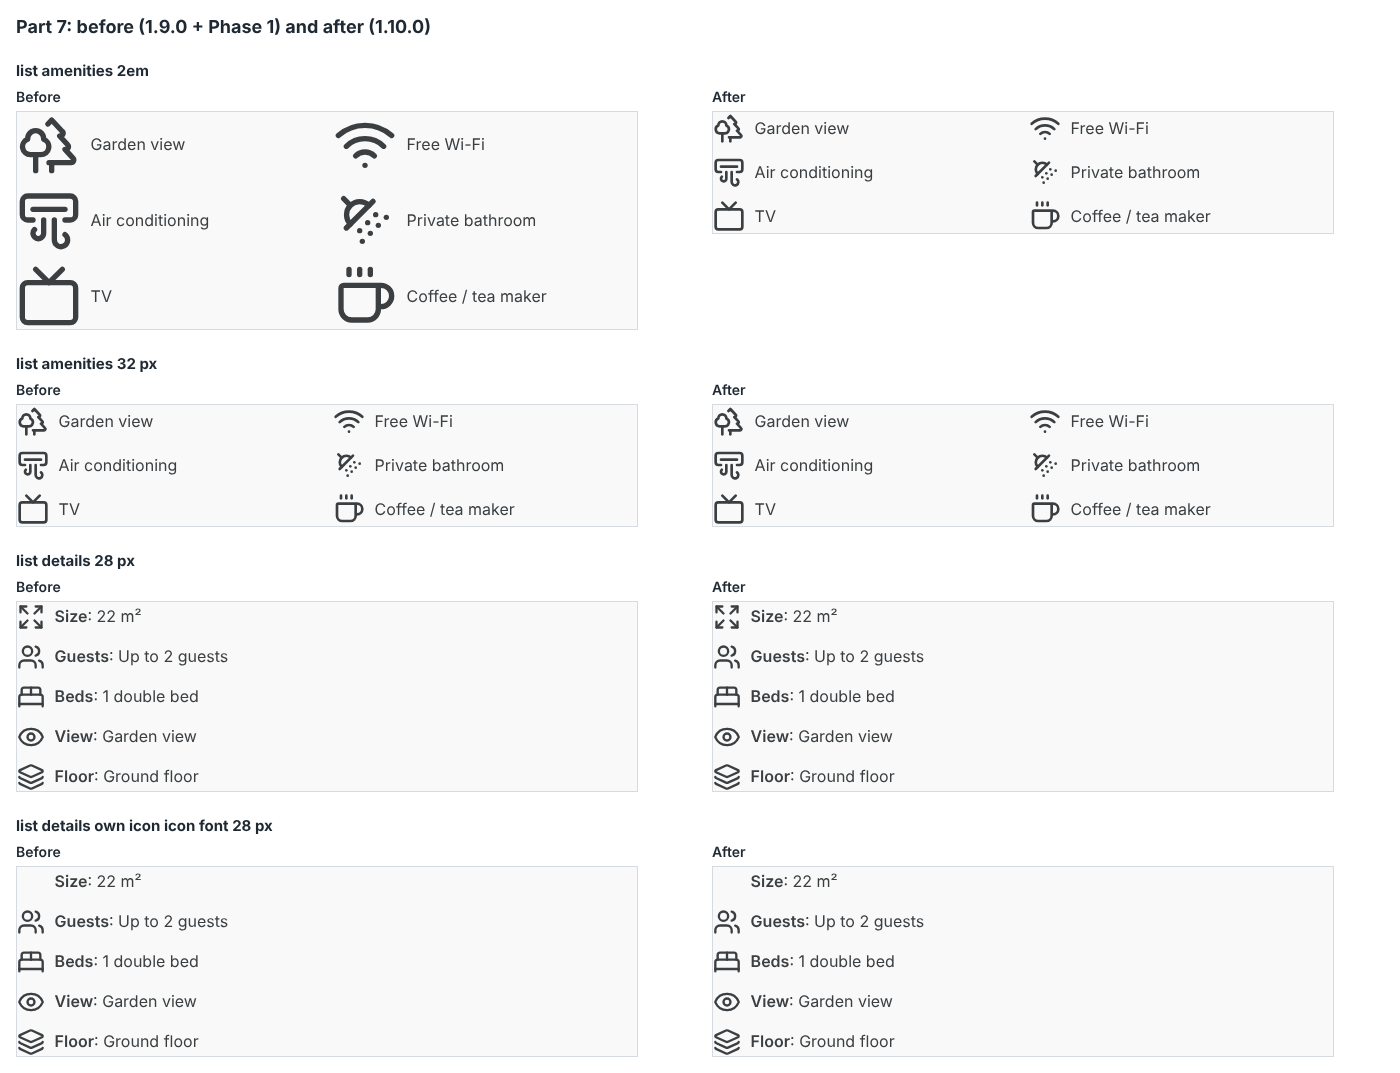 Part 7: before (1.9.0 + Phase 1) and after (1.10.0)
list amenities 2em
Before
Garden view
Free Wi-Fi
Air conditioning
Private bathroom
TV
Coffee / tea maker
After
Garden view
Free Wi-Fi
Air conditioning
Private bathroom
TV
Coffee / tea maker
list amenities 32 px
Before
Garden view
Free Wi-Fi
Air conditioning
Private bathroom
TV
Coffee / tea maker
After
Garden view
Free Wi-Fi
Air conditioning
Private bathroom
TV
Coffee / tea maker
list details 28 px
Before
Size: 22 m²
Guests: Up to 2 guests
Beds: 1 double bed
View: Garden view
Floor: Ground floor
After
Size: 22 m²
Guests: Up to 2 guests
Beds: 1 double bed
View: Garden view
Floor: Ground floor
list details own icon icon font 28 px
Before
Size: 22 m²
Guests: Up to 2 guests
Beds: 1 double bed
View: Garden view
Floor: Ground floor
After
Size: 22 m²
Guests: Up to 2 guests
Beds: 1 double bed
View: Garden view
Floor: Ground floor